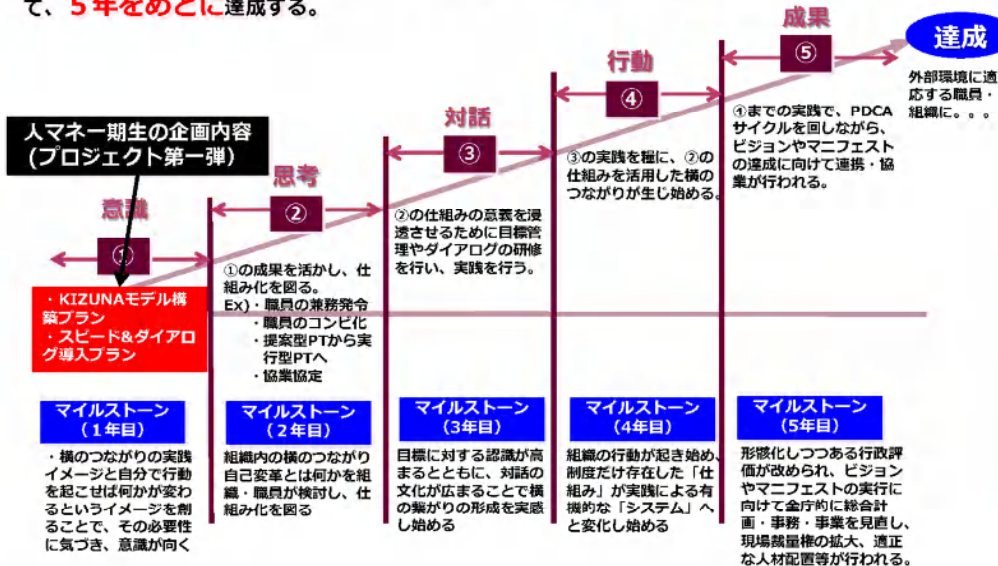 て、５年をめどに達成する。
成果
⑤
達成
外部環境に適
応する職員・
組織に。。。
行動
④
④までの実践で、PDCA
サイクルを回しながら、
ビジョンやマニフェスト
の達成に向けて連携・協
業が行われる。
対話
③
③の実践を糧に、②の
仕組みを活用した横の
つながりが生じ始める。
人マネ一期生の企画内容
(プロジェクト第一弾)
思考
②
②の仕組みの意義を浸
透させるために目標管
理やダイアログの研修
を行い、実践を行う。
意識
①
①の成果を活かし、仕
組み化を図る。
Ex)・職員の兼務発令
・職員のコンビ化
・提案型PTから実
行型PTへ
・協業協定
・KIZUNAモデル構
築プラン
・スピード&ダイアロ
グ導入プラン
マイルストーン
（１年目）
・横のつながりの実践
イメージと自分で行動
を起こせば何かが変わ
るというイメージを創
ることで、その必要性
に気づき、意識が向く
マイルストーン
（２年目）
組織内の横のつながり
自己変革とは何かを組
織・職員が検討し、仕
組み化を図る
マイルストーン
（3年目）
目標に対する認識が高
まるとともに、対話の
文化が広まることで横
の繋がりの形成を実感
し始める
マイルストーン
（4年目）
組織の行動が起き始め、
制度だけ存在した「仕
組み」が実践による有
機的な「システム」へ
と変化し始める
マイルストーン
（5年目）
形骸化しつつある行政評
価が改められ、ビジョン
やマニフェストの実行に
向けて全庁的に総合計
画・事務・事業を見直し、
現場裁量権の拡大、適正
な人材配置等が行われる。